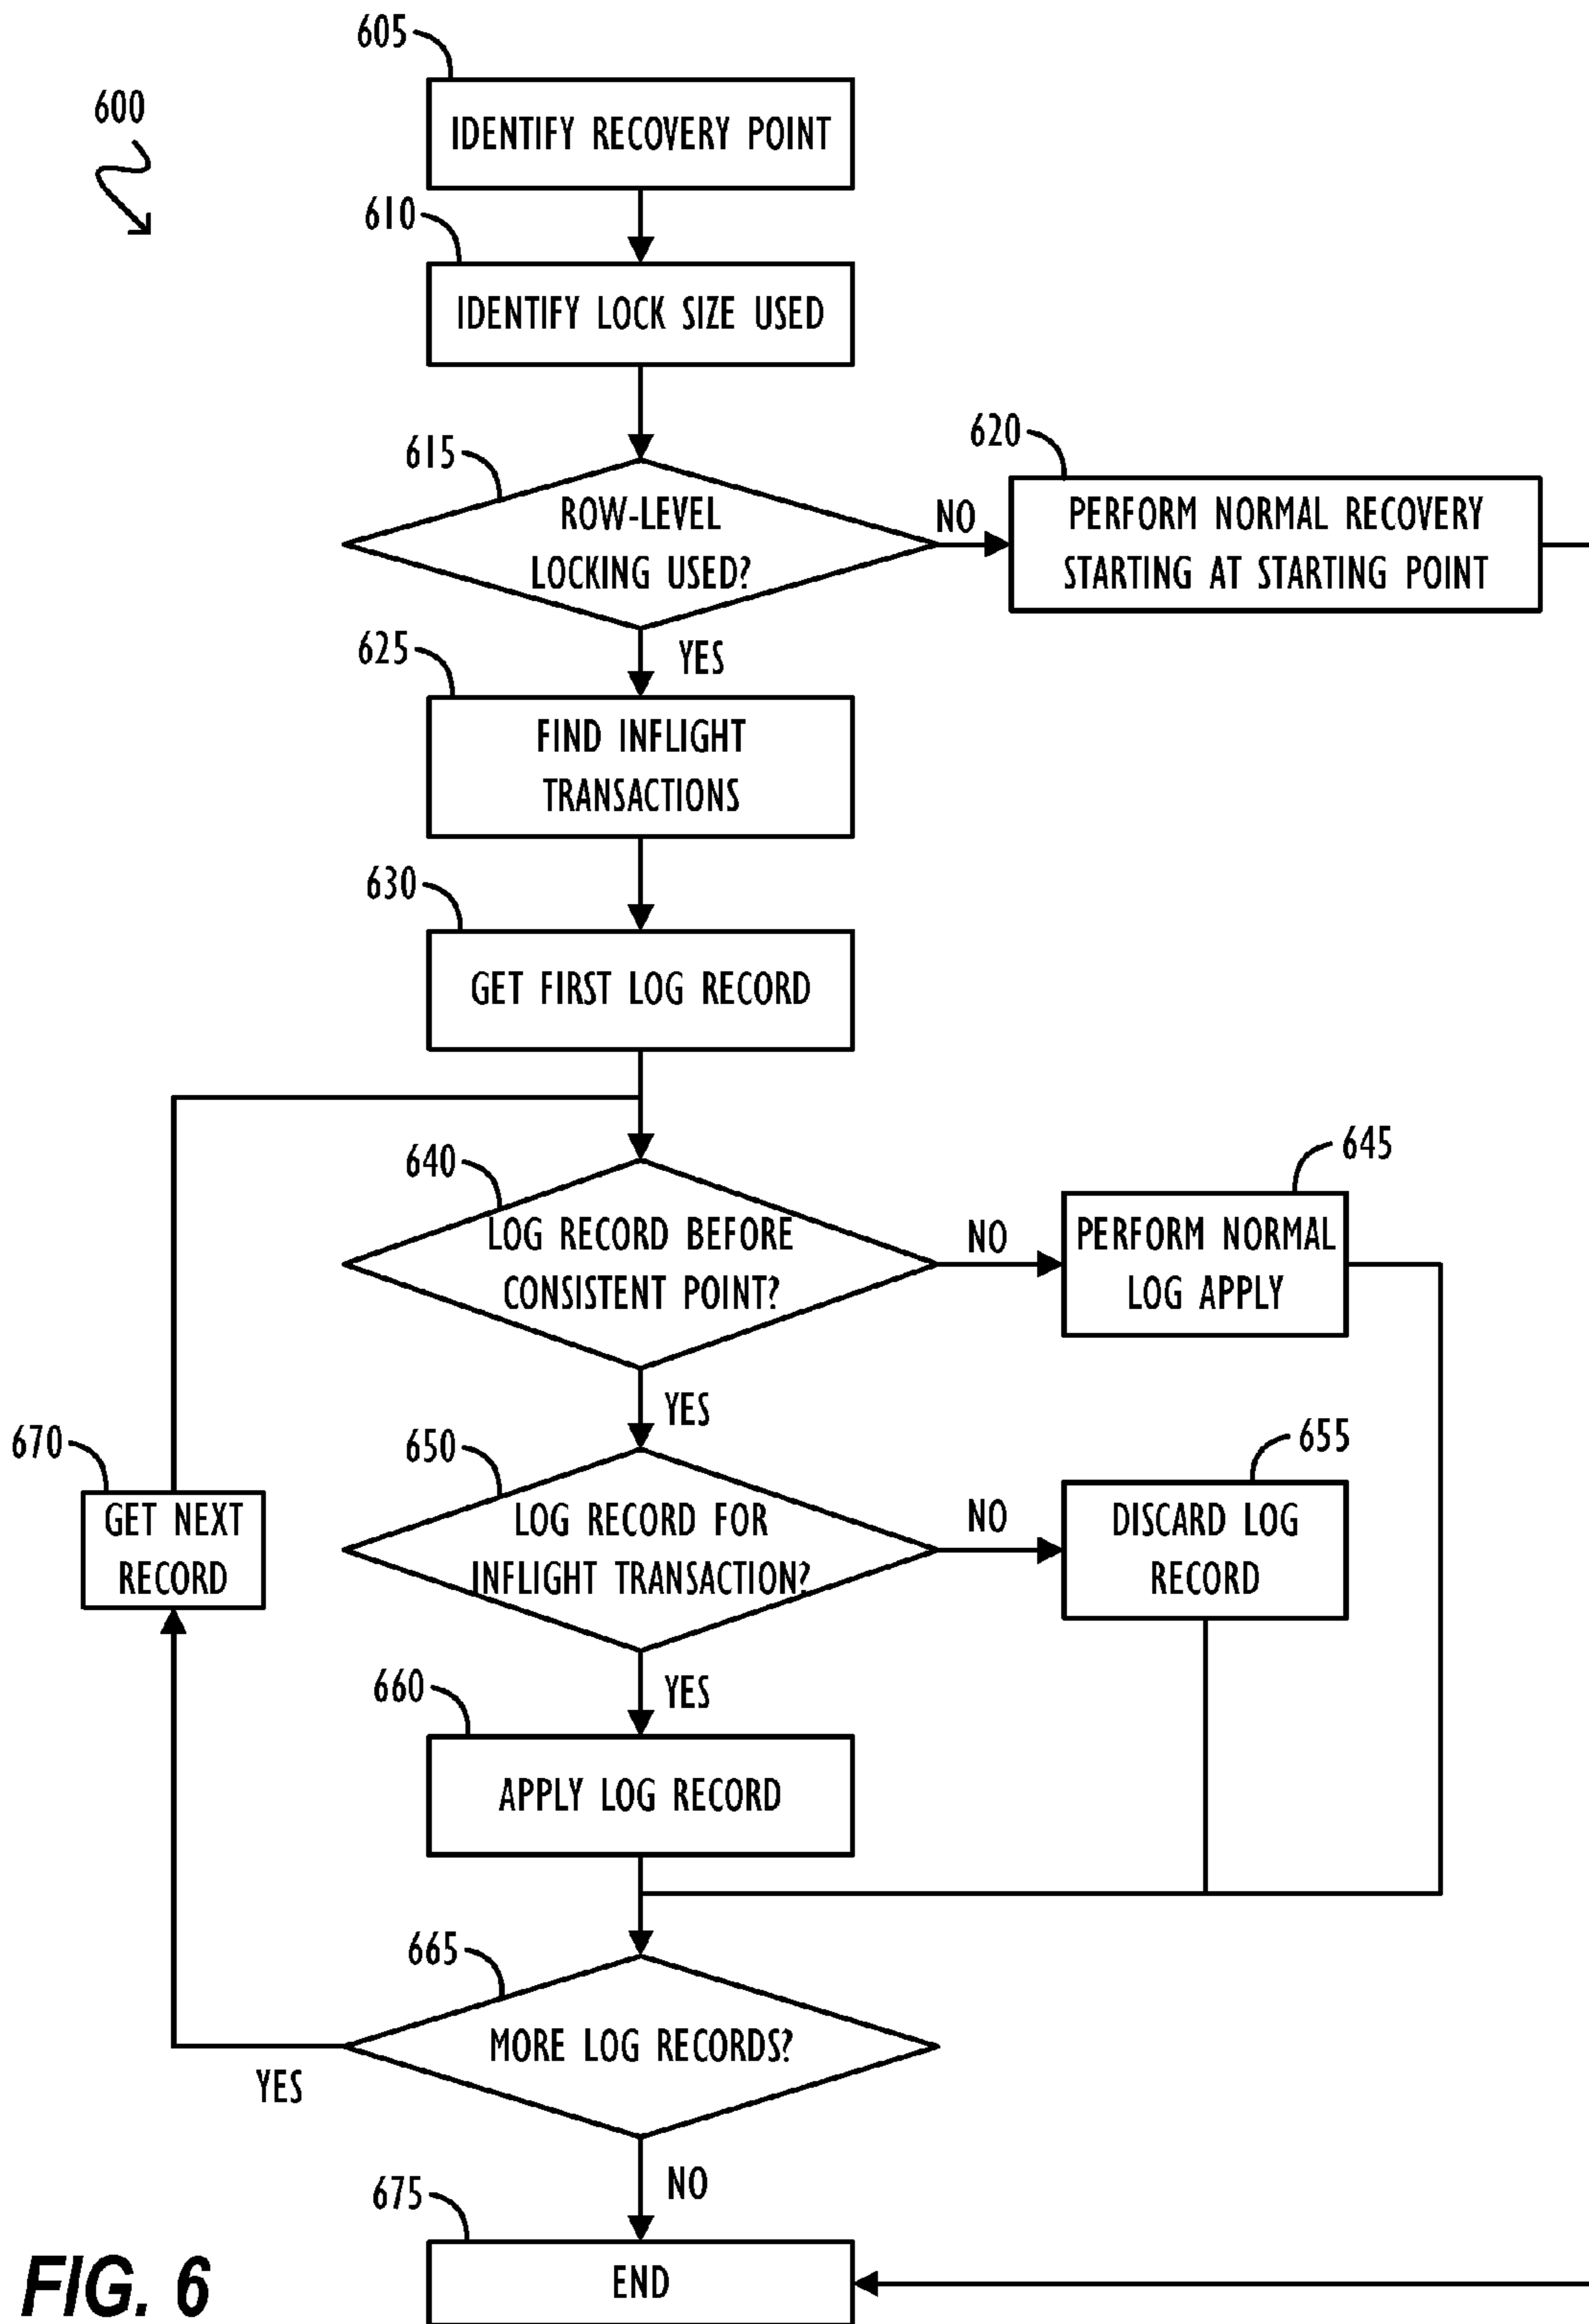 605
600
IDENTIFY RECOVERY POINT
610
IDENTIFY LOCK SIZE USED
615
620
ROW-LEVEL
LOCKING USED?
NO
PERFORM NORMAL RECOVERY
STARTING AT STARTING POINT
625
YES
FIND INFLIGHT
TRANSACTIONS
630
GET FIRST LOG RECORD
640
645
LOG RECORD BEFORE
CONSISTENT POINT?
NO
PERFORM NORMAL
LOG APPLY
YES
670
650
655
GET NEXT
RECORD
LOG RECORD FOR
INFLIGHT TRANSACTION?
NO
DISCARD LOG
RECORD
660
YES
APPLY LOG RECORD
665
MORE LOG RECORDS?
YES
NO
675
END
FIG. 6